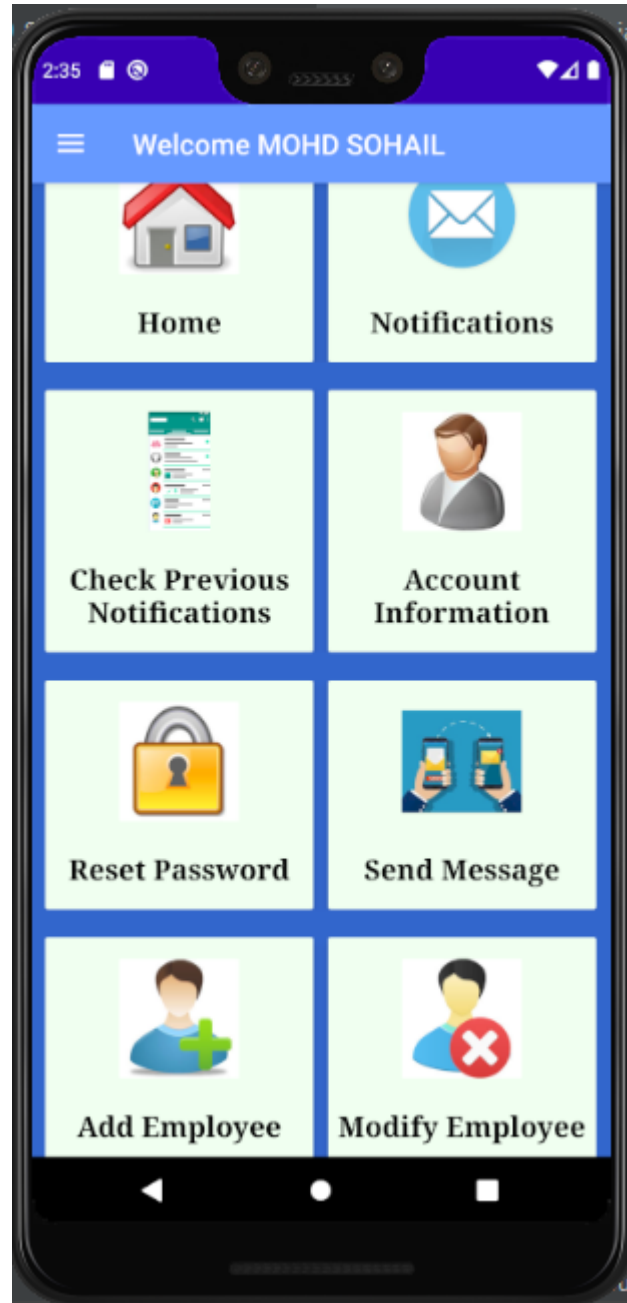 2:35
Welcome MOHD SOHAIL
Home
Notifications
Check Previous
Notifications
Account
Information
Reset Password
Send Message
Add Employee
Modify Employee